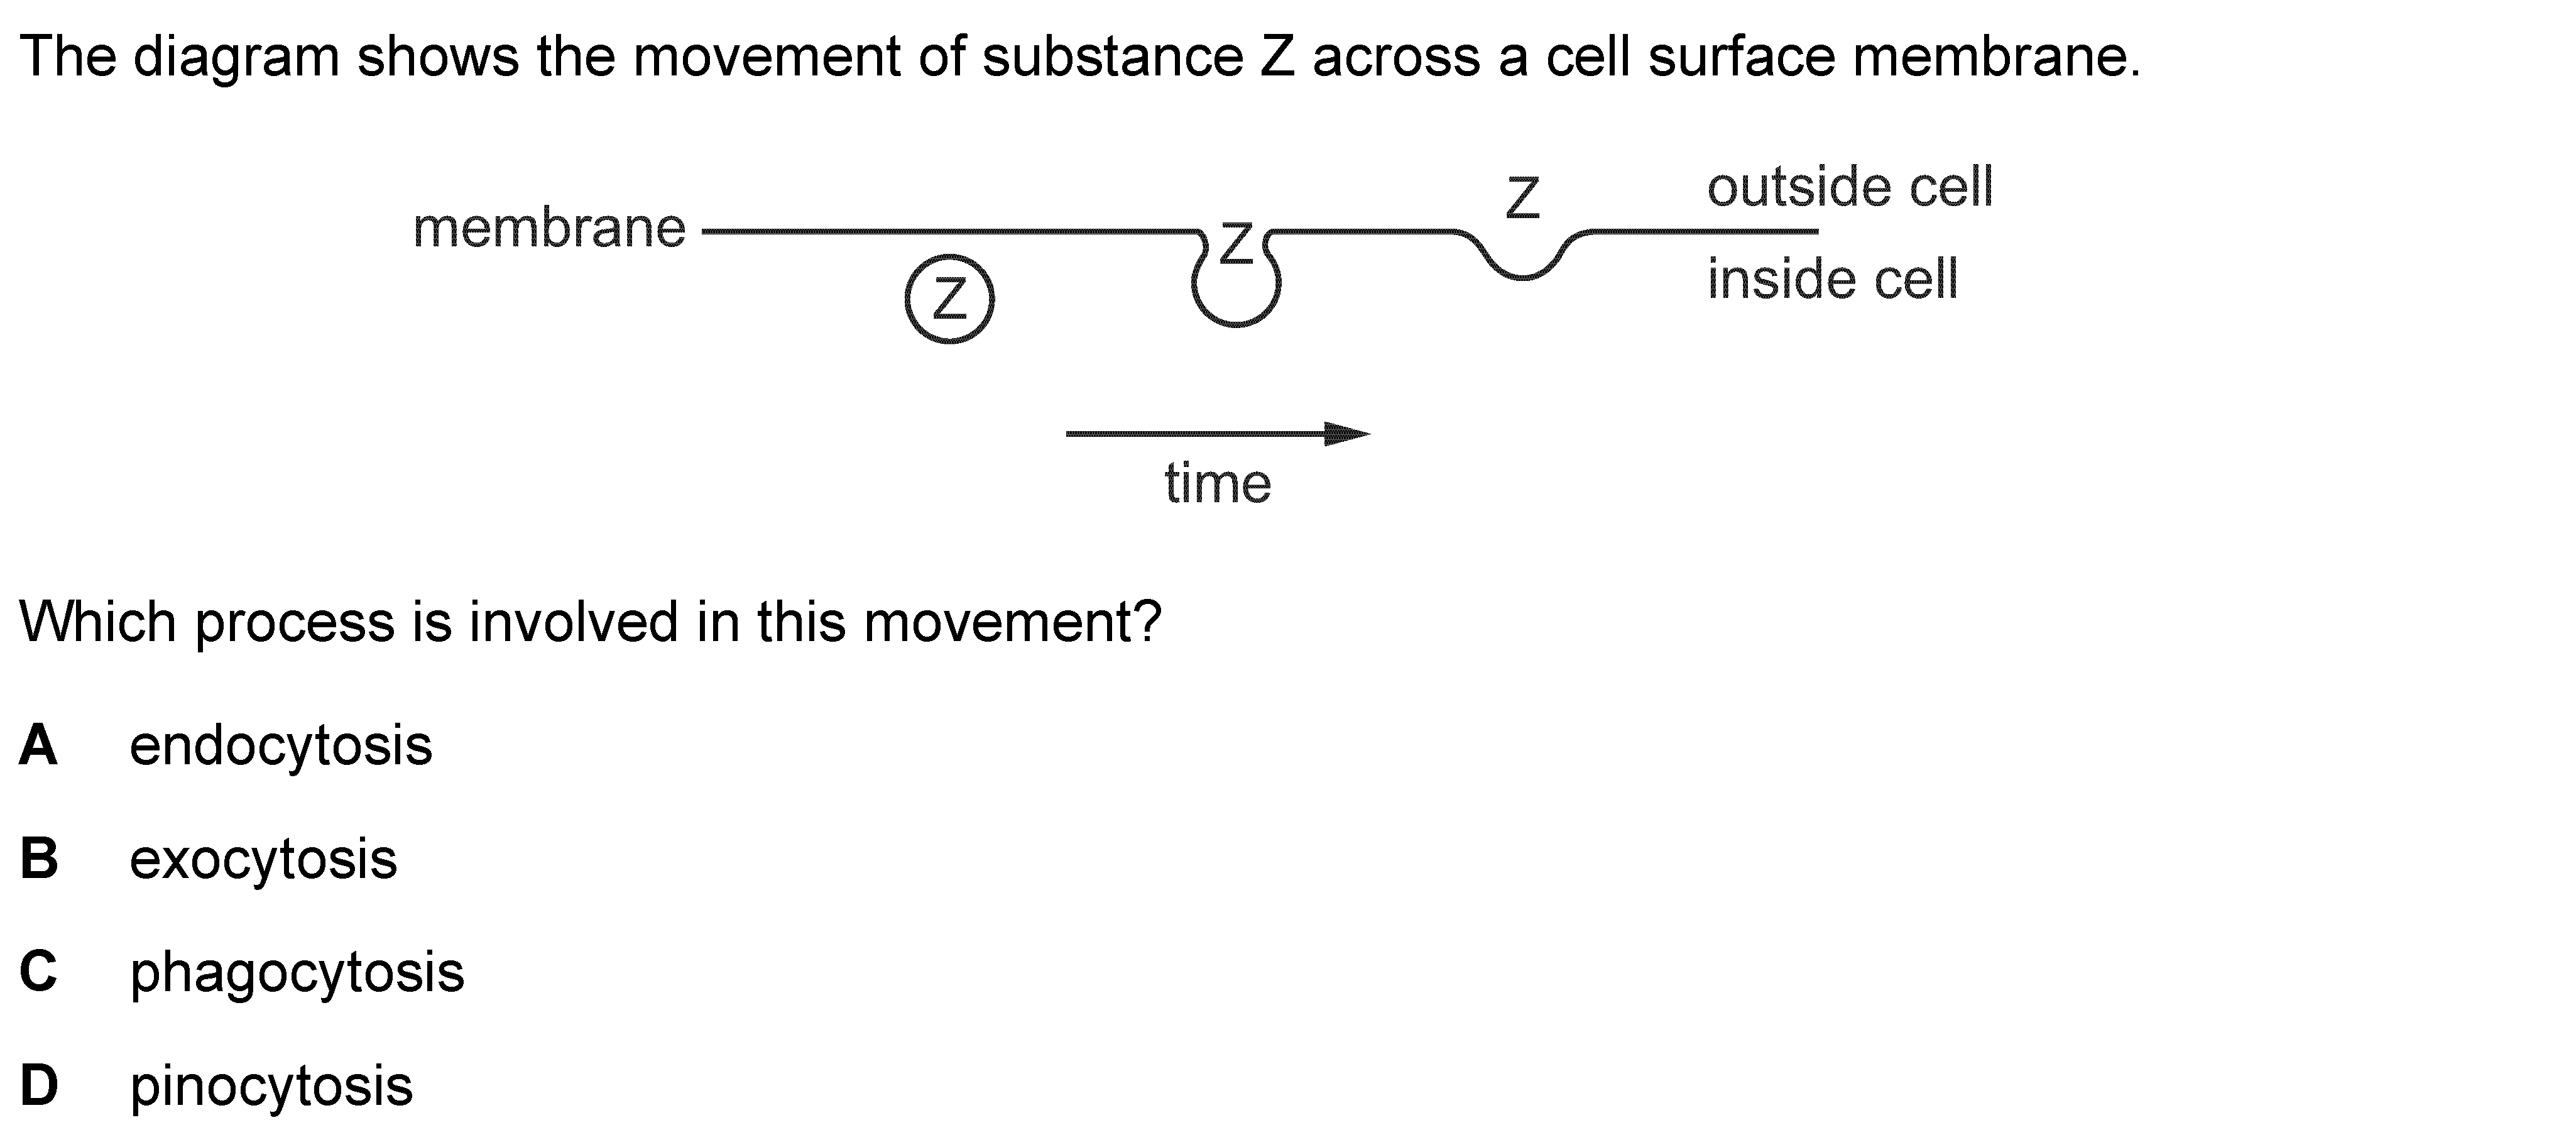 The diagram shows the movement of substance Z across a cell surface membrane.
Z
outside cell
membrane
Z
inside cell
Z
time
Which process is involved in this movement?
A endocytosis
B exocytosis
C phagocytosis
D pinocytosis